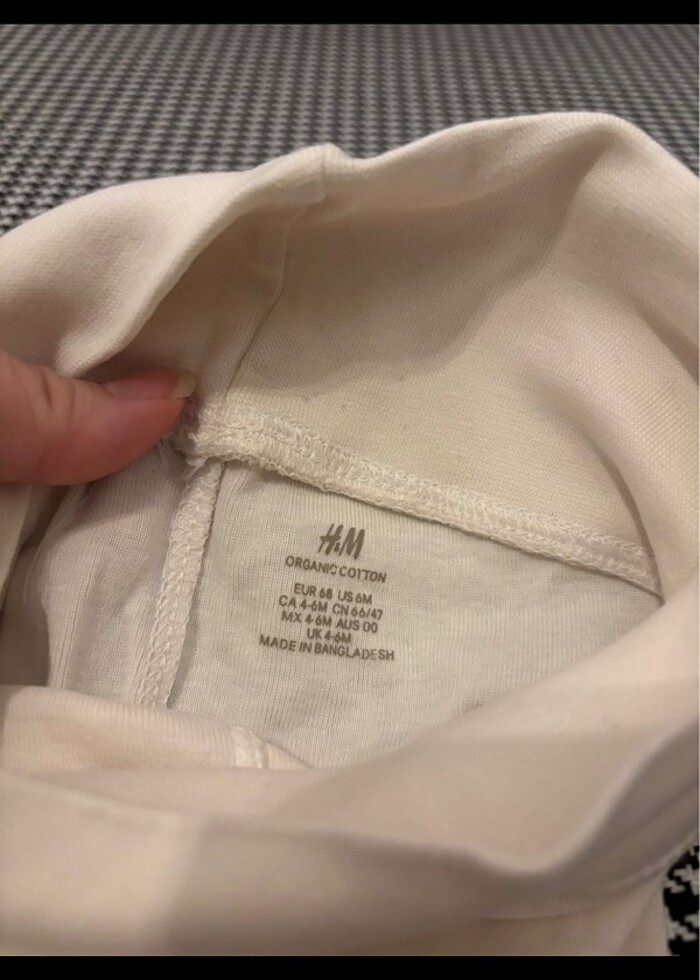 H&M
ORGANIC COTTON
EUR 68 US 6M
CA 4-6M CN 66/47
MX 4-6M AUS 00
UK 4-6M
MADE IN BANGLADESH